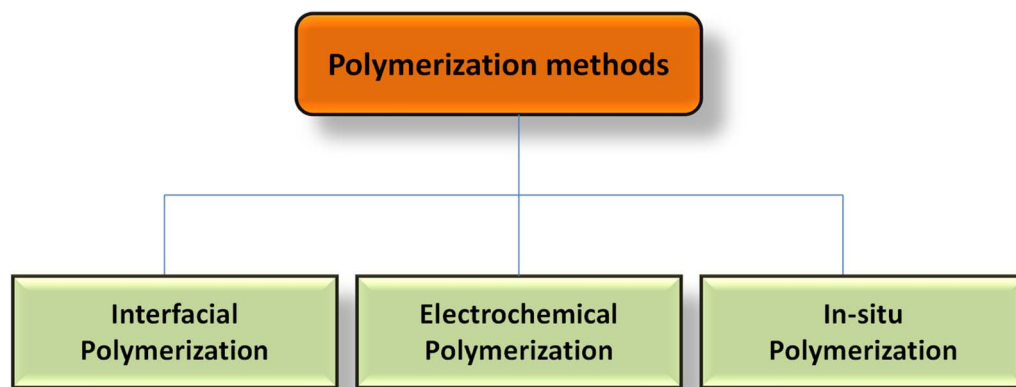 Polymerization methods
Interfacial
Polymerization
Electrochemical
Polymerization
In-situ
Polymerization